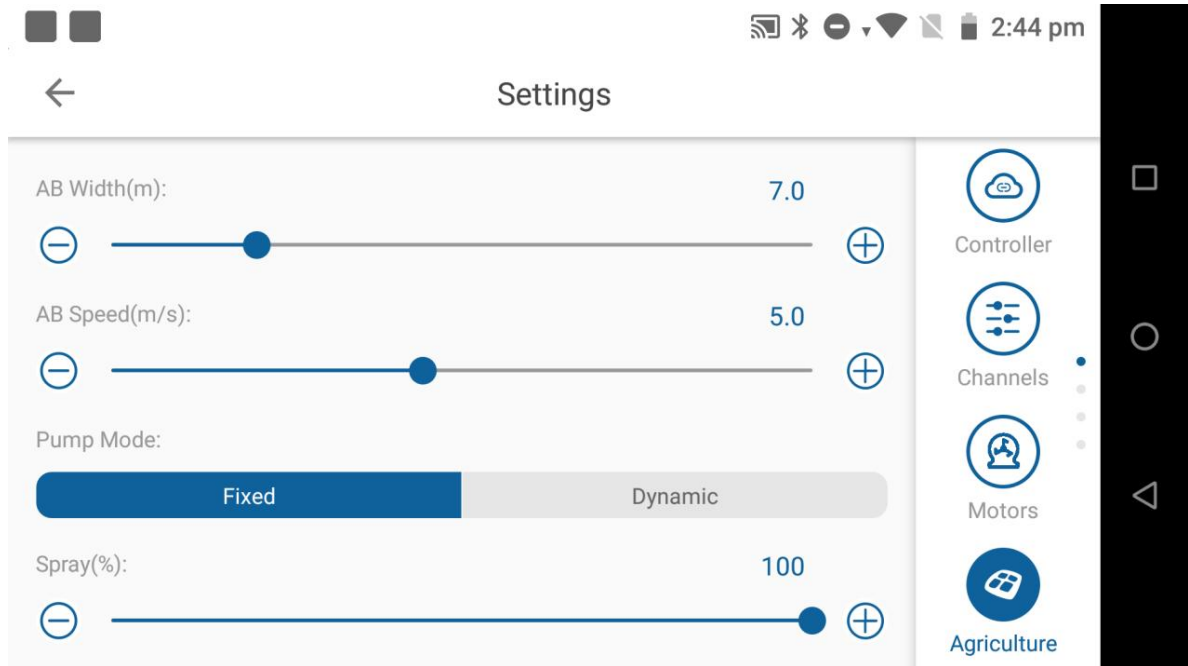 2:44 pm
Settings
AB Width(m): 7.0
AB Speed(m/s): 5.0
Pump Mode:
Fixed Dynamic
Spray(%): 100
Controller
Channels
Motors
Agriculture